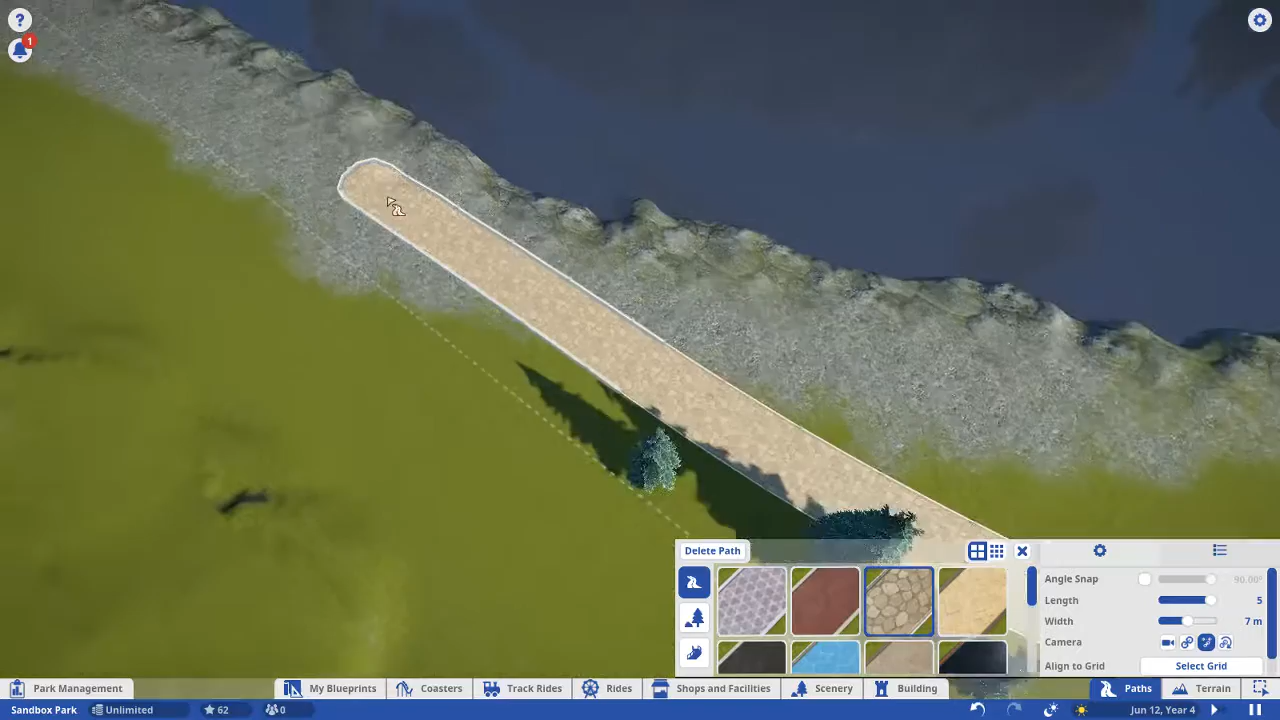 ?
1
Delete Path
Angle Snap 90.00°
Length 5
Width 7 m
Camera
Align to Grid Select Grid
Park Management My Blueprints Coasters Track Rides Rides Shops and Facilities Scenery Building Paths Terrain
Sandbox Park Unlimited 62 0 Jun 12, Year 4